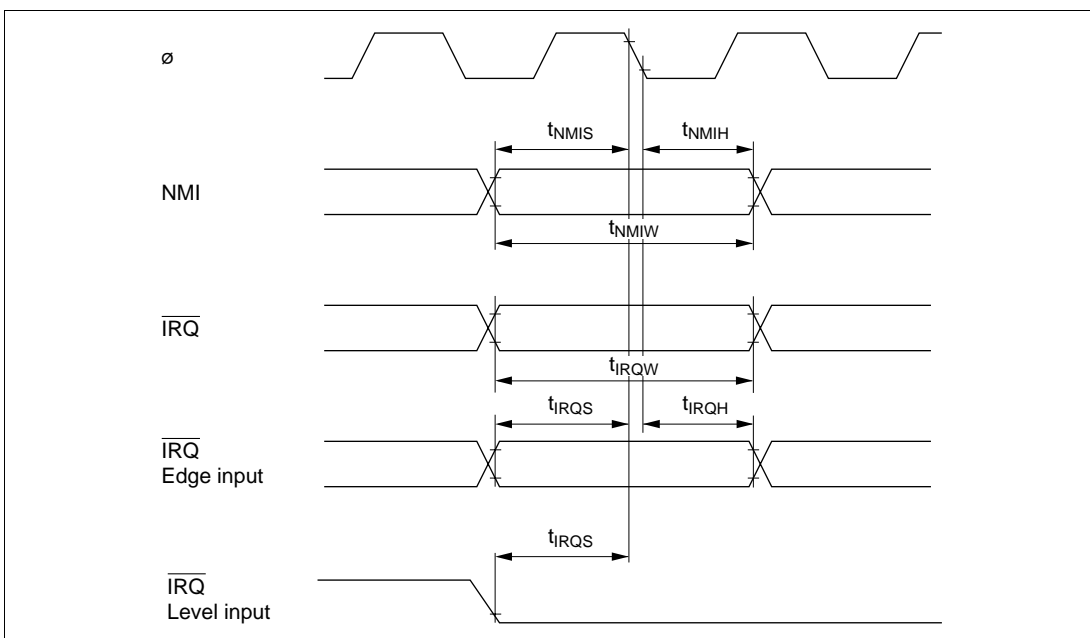 ø
tNMIS tNMIH
NMI
tNMIW
IRQ
tIRQW
tIRQS tIRQH
IRQ
Edge input
tIRQS
IRQ
Level input